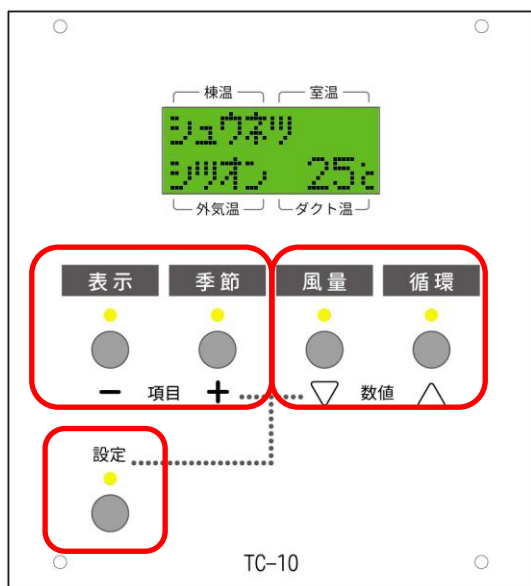 棟温 室温
シュウネツ
シツオン 25℃
外気温 ダクト温
表示 季節 風量 循環
− 項目 + ▽ 数値 △
設定
TC-10